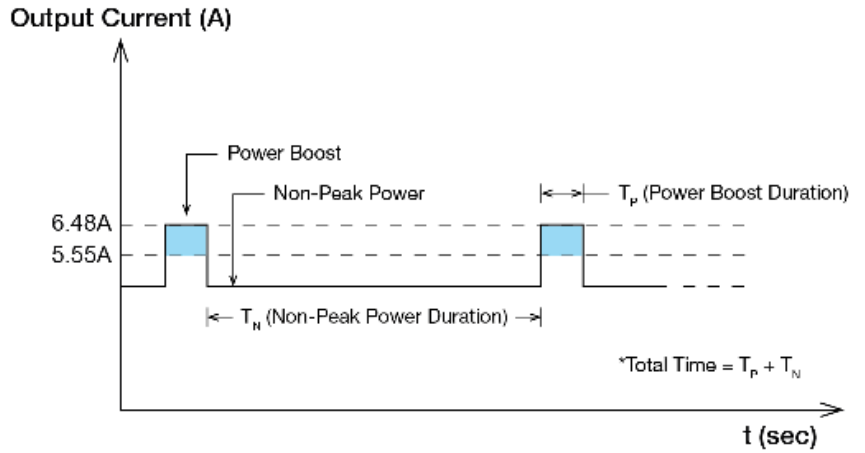 Output Current (A)
Power Boost
Non-Peak Power
T_P (Power Boost Duration)
6.48A
5.55A
T_N (Non-Peak Power Duration)
*Total Time = T_P + T_N
t (sec)